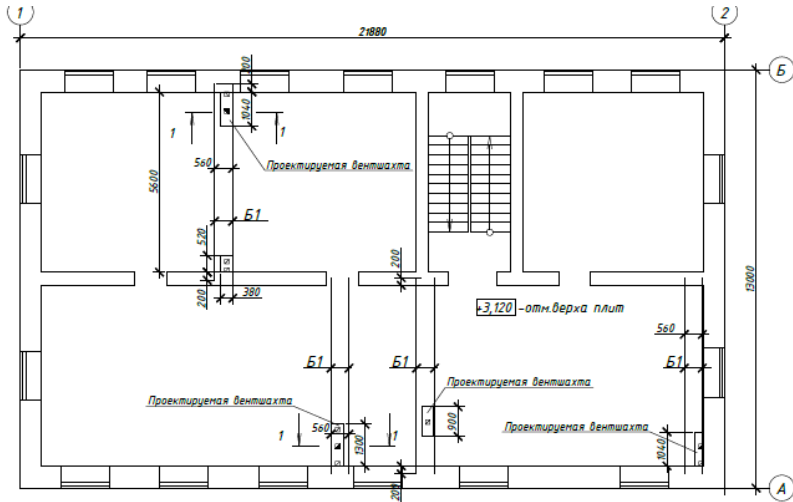 1
2
21880
Б
200
1040
1
1
Проектируемая вентшахта
560
5600
Б1
520
200
200
380
13000
+3,120 -отм.верха плит
560
Б1
Б1
Б1
Проектируемая вентшахта
Проектируемая вентшахта
560
1
1
1300
900
Проектируемая вентшахта
1040
200
А